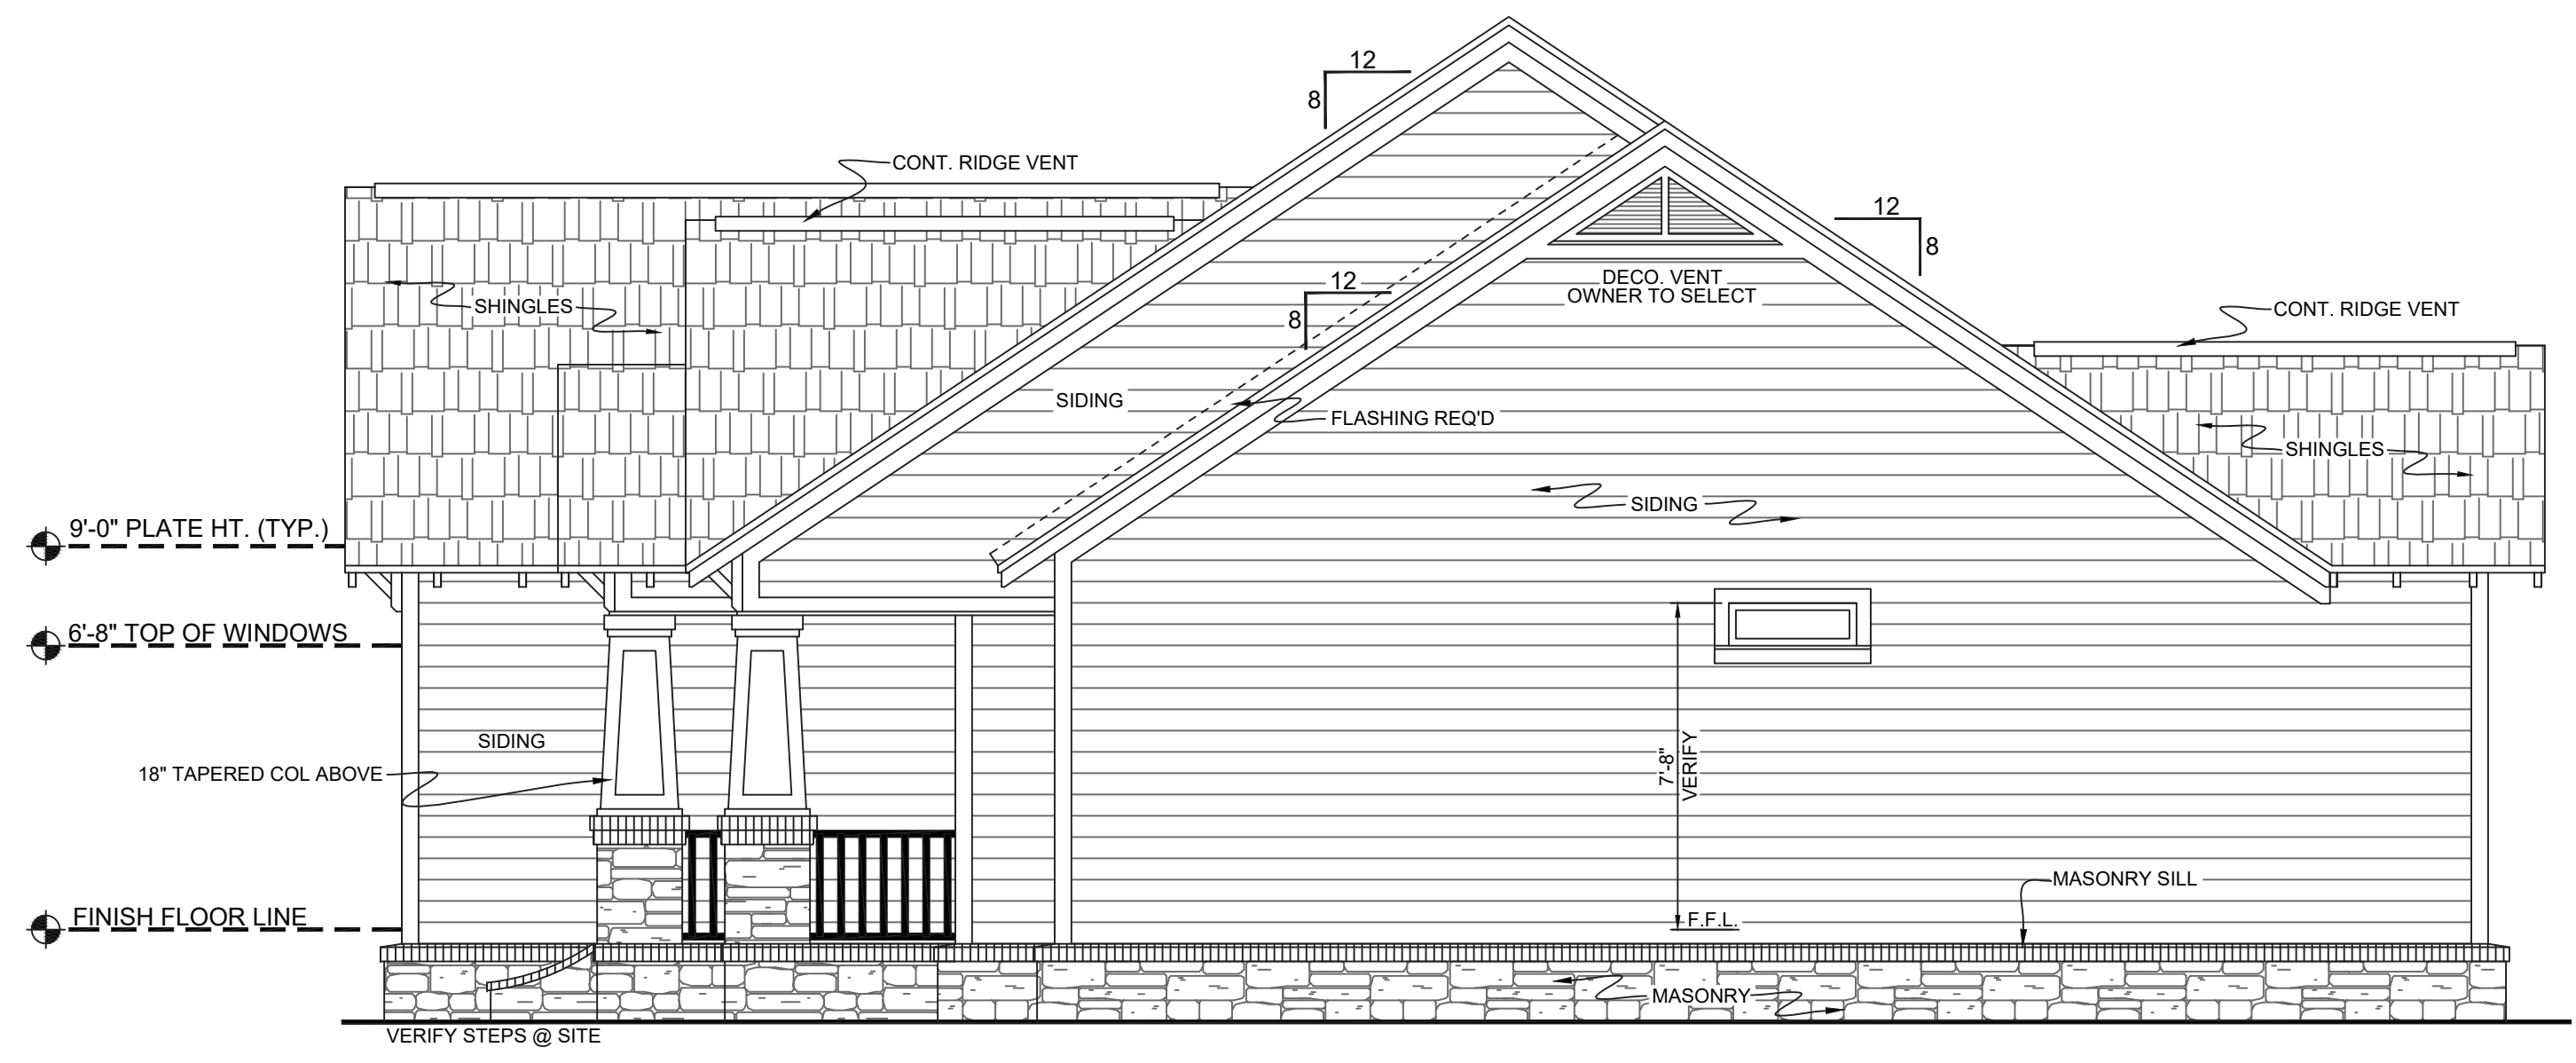 12
8
CONT. RIDGE VENT
12
8
DECO. VENT
OWNER TO SELECT
12
8
SHINGLES
CONT. RIDGE VENT
SIDING
FLASHING REQ'D
SHINGLES
SIDING
9'-0" PLATE HT. (TYP.)
6'-8" TOP OF WINDOWS
SIDING
18" TAPERED COL ABOVE
7'-8"
VERIFY
MASONRY SILL
FINISH FLOOR LINE
F.F.L.
MASONRY
VERIFY STEPS @ SITE